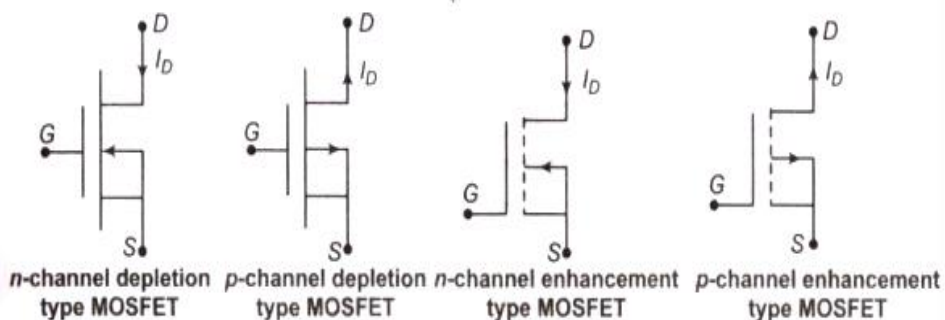 D
D
D
D
I_D
I_D
I_D
I_D
G
G
G
G
S
S
S
S
n-channel depletion type MOSFET
p-channel depletion type MOSFET
n-channel enhancement type MOSFET
p-channel enhancement type MOSFET